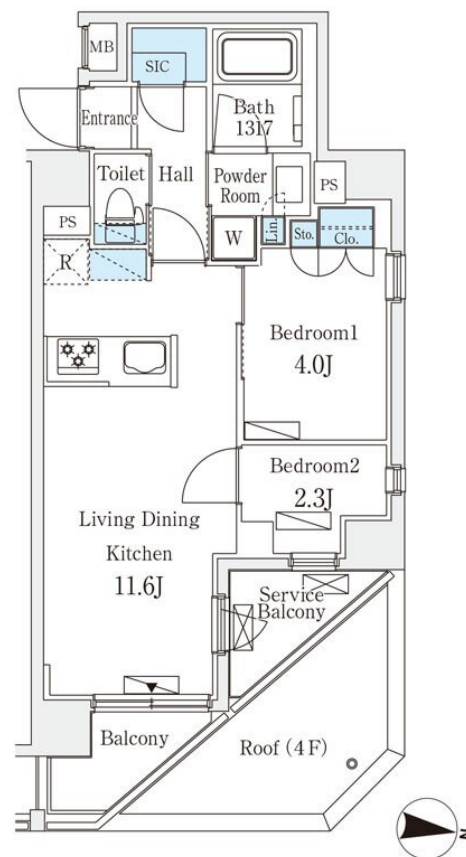 MB
SIC
Bath
1317
Entrance
Toilet
Hall
Powder
Room
PS
PS
W
Lin.
Sto.
Clo.
R
Bedroom1
4.0J
Bedroom2
2.3J
Living Dining
Kitchen
11.6J
Service
Balcony
Balcony
Roof (4F)
N